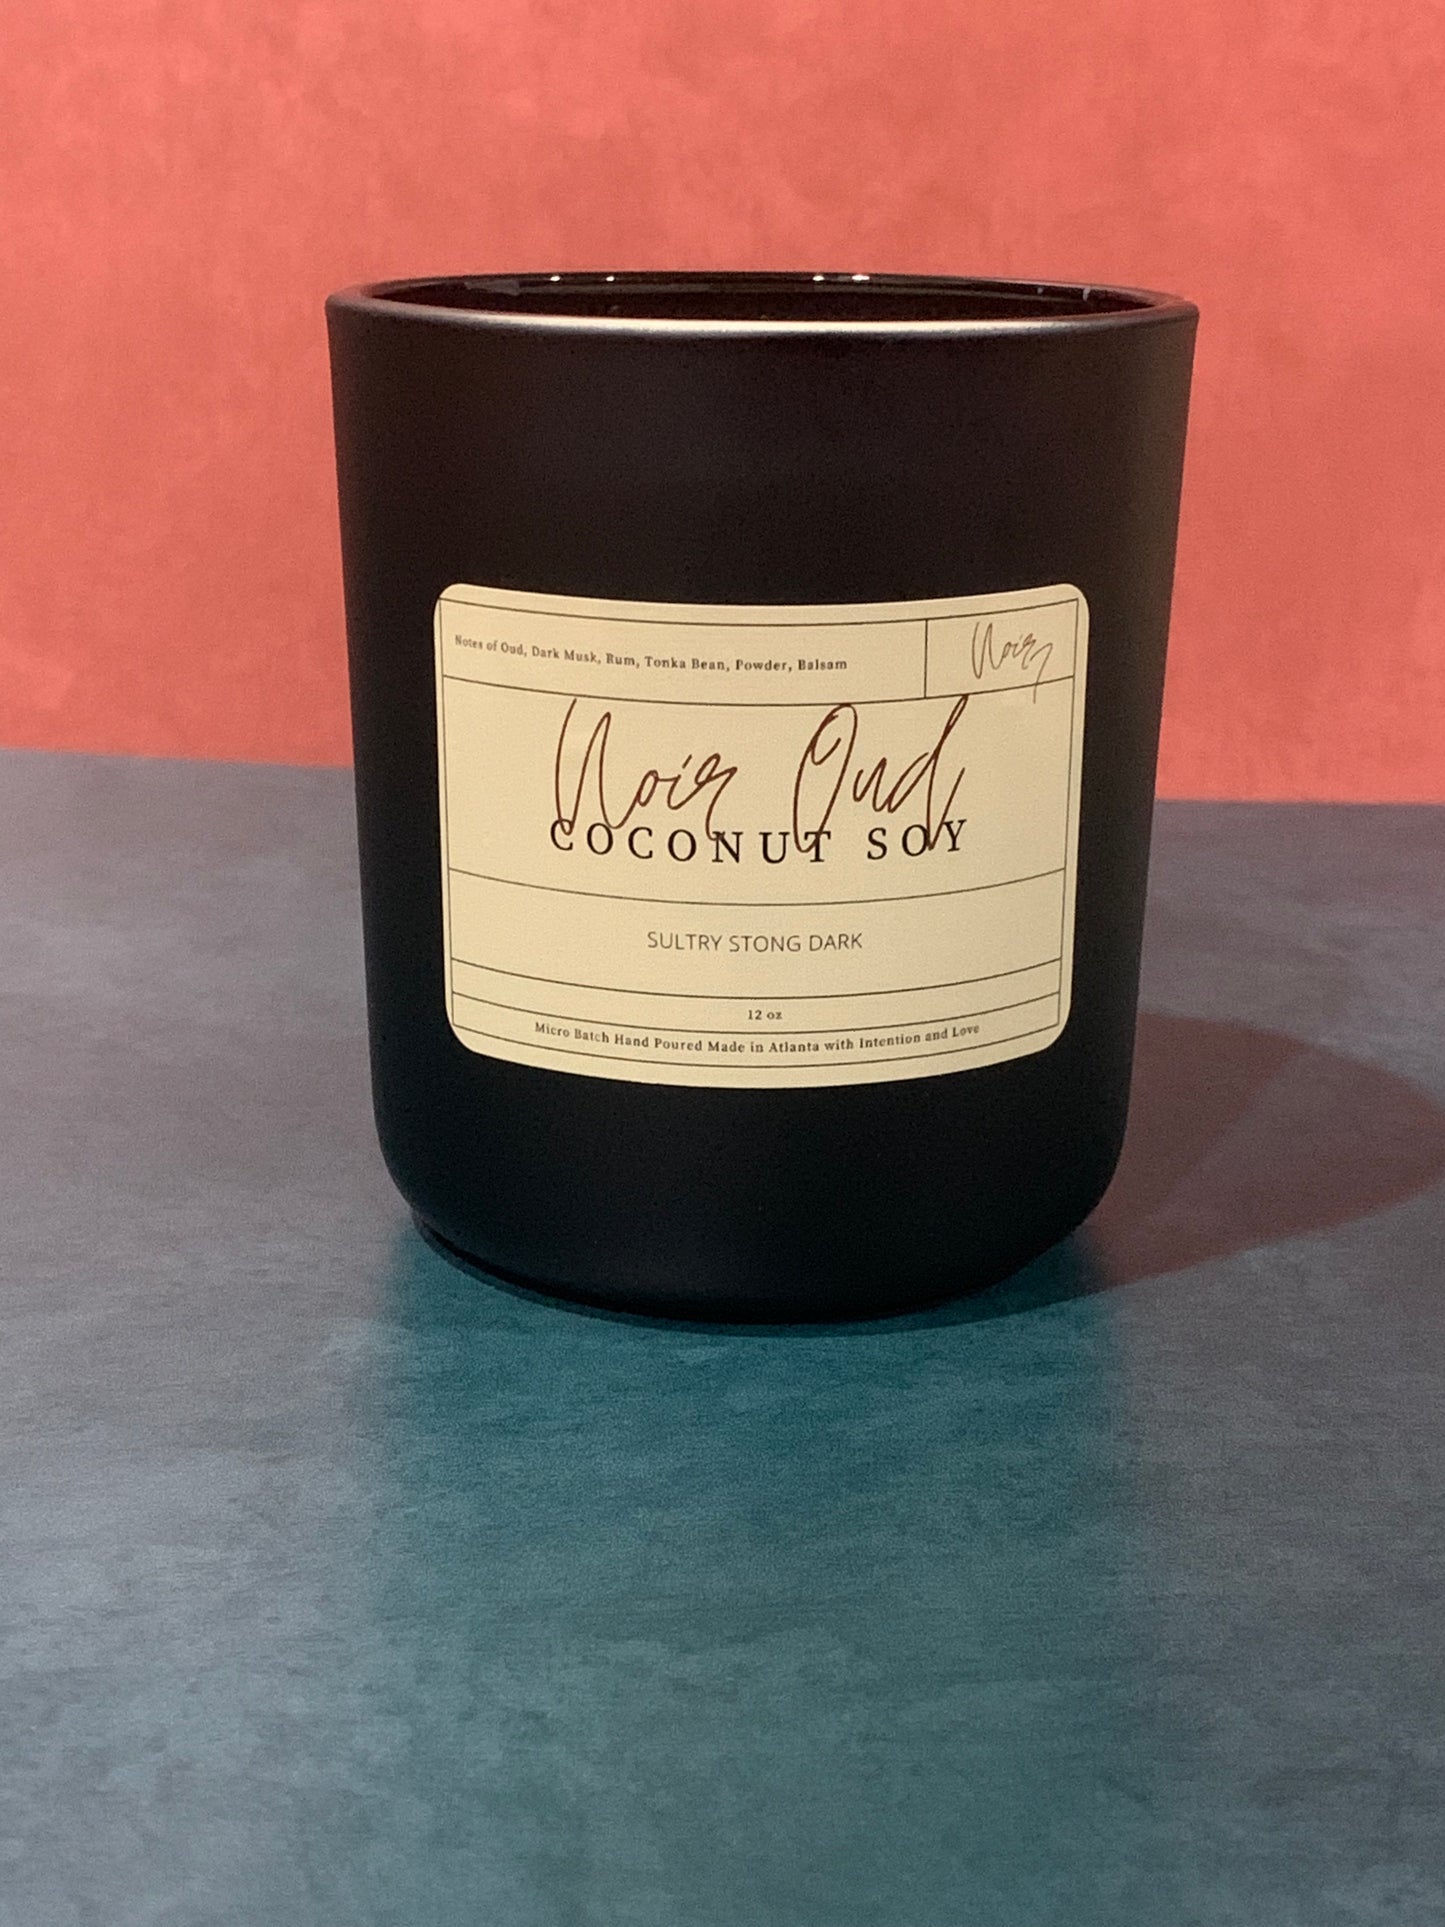 Notes of Oud, Dark Musk, Rum, Tonka Bean, Powder, Balsam
Noir
Noir Oud
COCONUT SOY
SULTRY STONG DARK
12 oz
Micro Batch Hand Poured Made in Atlanta with Intention and Love